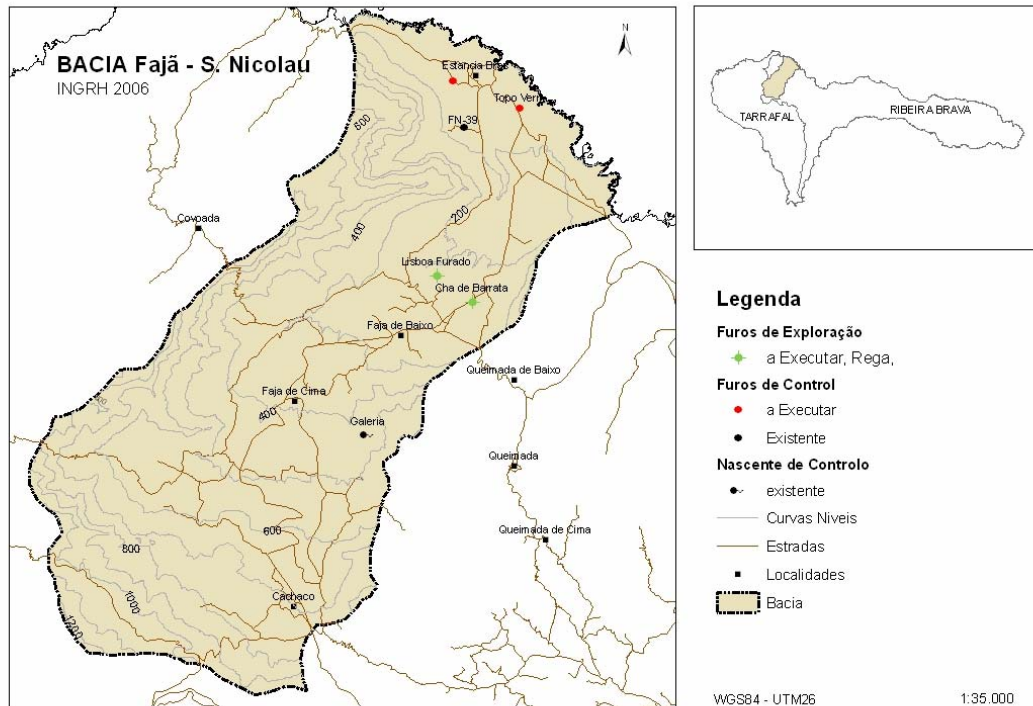 BACIA Fajã - S. Nicolau
INGRH 2006
N
Estancia Bras
Topo Verm
FN-39
800
200
400
Covoada
Lisboa Furado
Cha de Barrata
Faja de Baixo
Queimada de Baixo
Faja de Cima
400
Galeria
Queimada
600
Queimada de Cima
800
1000
Cachaco
1200
TARRAFAL
RIBEIRA BRAVA
Legenda
Furos de Exploração
a Executar, Rega,
Furos de Control
a Executar
Existente
Nascente de Controlo
existente
Curvas Niveis
Estradas
Localidades
Bacia
WGS84 - UTM26
1:35.000